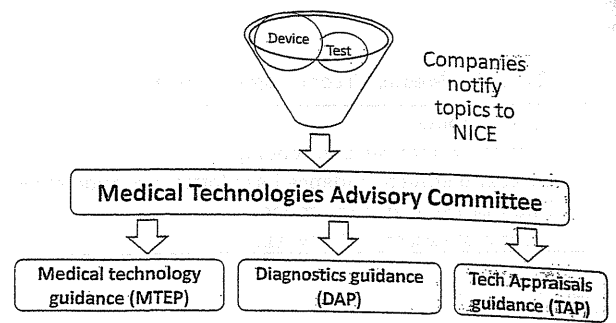 Device
Test
Companies
notify
topics to
NICE
Medical Technologies Advisory Committee
Medical technology
guidance (MTEP)
Diagnostics guidance
(DAP)
Tech Appraisals
guidance (TAP)